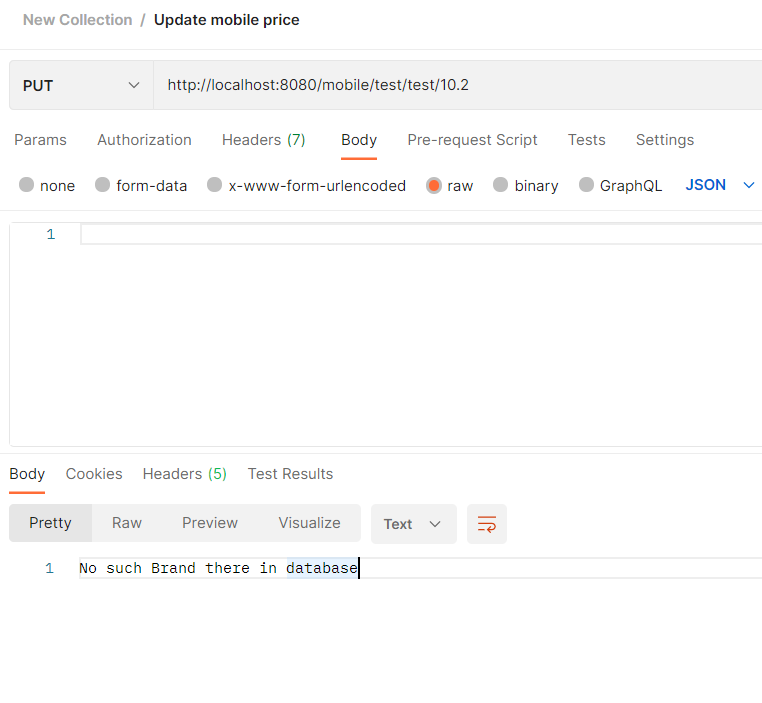 New Collection / Update mobile price
PUT http://localhost:8080/mobile/test/test/10.2
Params Authorization Headers (7) Body Pre-request Script Tests Settings
none form-data x-www-form-urlencoded raw binary GraphQL JSON
1
Body Cookies Headers (5) Test Results
Pretty Raw Preview Visualize Text
1 No such Brand there in database